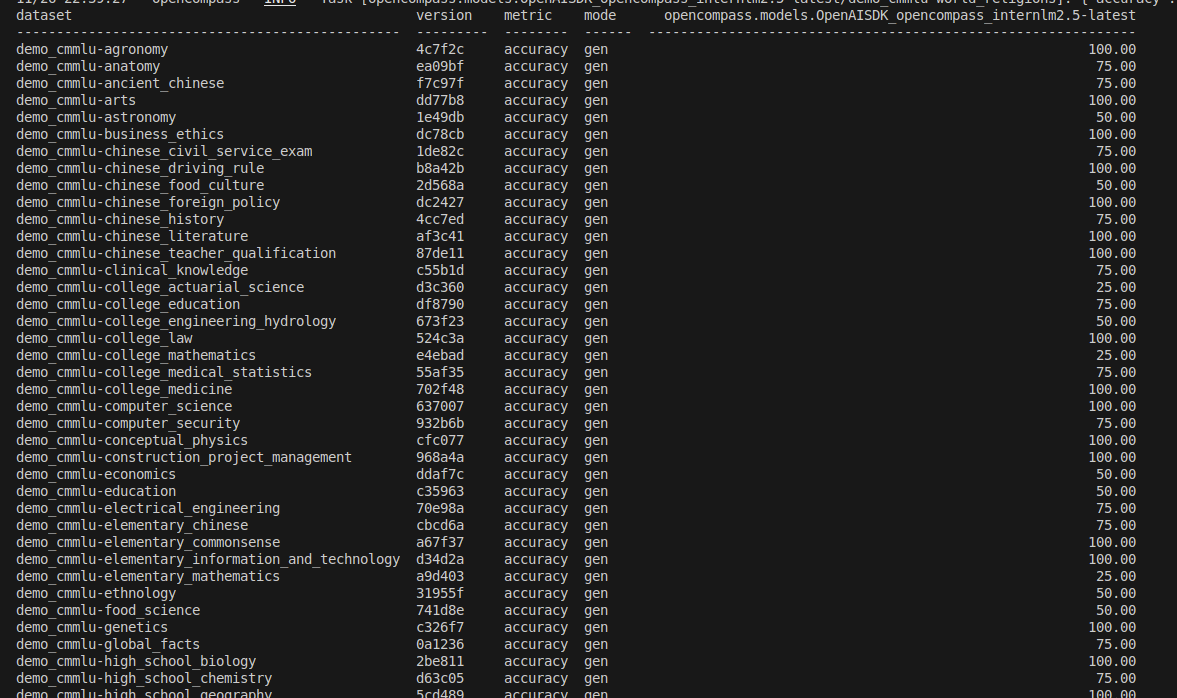 11/26 22:59:27 opencompass INFO Task [opencompass.models.OpenAISDK_opencompass_internlm2.5-latest/demo_cmmlu-world_religions]: {'accuracy':
dataset version metric mode opencompass.models.OpenAISDK_opencompass_internlm2.5-latest
demo_cmmlu-agronomy 4c7f2c accuracy gen 100.00
demo_cmmlu-anatomy ea09bf accuracy gen 75.00
demo_cmmlu-ancient_chinese f7c97f accuracy gen 75.00
demo_cmmlu-arts dd77b8 accuracy gen 100.00
demo_cmmlu-astronomy 1e49db accuracy gen 50.00
demo_cmmlu-business_ethics dc78cb accuracy gen 100.00
demo_cmmlu-chinese_civil_service_exam 1de82c accuracy gen 75.00
demo_cmmlu-chinese_driving_rule b8a42b accuracy gen 100.00
demo_cmmlu-chinese_food_culture 2d568a accuracy gen 50.00
demo_cmmlu-chinese_foreign_policy dc2427 accuracy gen 100.00
demo_cmmlu-chinese_history 4cc7ed accuracy gen 75.00
demo_cmmlu-chinese_literature af3c41 accuracy gen 100.00
demo_cmmlu-chinese_teacher_qualification 87de11 accuracy gen 100.00
demo_cmmlu-clinical_knowledge c55b1d accuracy gen 75.00
demo_cmmlu-college_actuarial_science d3c360 accuracy gen 25.00
demo_cmmlu-college_education df8790 accuracy gen 75.00
demo_cmmlu-college_engineering_hydrology 673f23 accuracy gen 50.00
demo_cmmlu-college_law 524c3a accuracy gen 100.00
demo_cmmlu-college_mathematics e4ebad accuracy gen 25.00
demo_cmmlu-college_medical_statistics 55af35 accuracy gen 75.00
demo_cmmlu-college_medicine 702f48 accuracy gen 100.00
demo_cmmlu-computer_science 637007 accuracy gen 100.00
demo_cmmlu-computer_security 932b6b accuracy gen 75.00
demo_cmmlu-conceptual_physics cfc077 accuracy gen 100.00
demo_cmmlu-construction_project_management 968a4a accuracy gen 100.00
demo_cmmlu-economics ddaf7c accuracy gen 50.00
demo_cmmlu-education c35963 accuracy gen 50.00
demo_cmmlu-electrical_engineering 70e98a accuracy gen 75.00
demo_cmmlu-elementary_chinese cbcd6a accuracy gen 75.00
demo_cmmlu-elementary_commonsense a67f37 accuracy gen 100.00
demo_cmmlu-elementary_information_and_technology d34d2a accuracy gen 100.00
demo_cmmlu-elementary_mathematics a9d403 accuracy gen 25.00
demo_cmmlu-ethnology 31955f accuracy gen 50.00
demo_cmmlu-food_science 741d8e accuracy gen 50.00
demo_cmmlu-genetics c326f7 accuracy gen 100.00
demo_cmmlu-global_facts 0a1236 accuracy gen 75.00
demo_cmmlu-high_school_biology 2be811 accuracy gen 100.00
demo_cmmlu-high_school_chemistry d63c05 accuracy gen 75.00
demo_cmmlu-high_school_geography 5cd489 accuracy gen 100.00